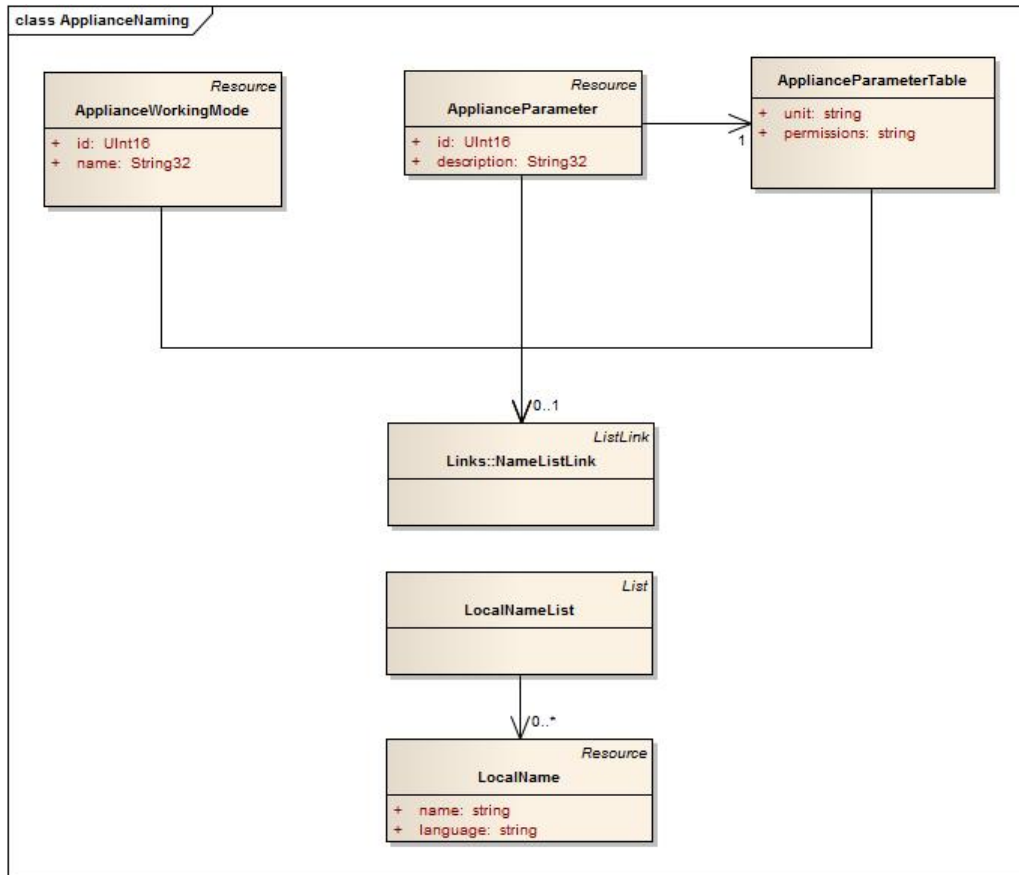 class ApplianceNaming
Resource
ApplianceWorkingMode
+ id: UInt16
+ name: String32
Resource
ApplianceParameter
+ id: UInt16
+ description: String32
1
ApplianceParameterTable
+ unit: string
+ permissions: string
0..1
ListLink
Links::NameListLink
List
LocalNameList
0..*
Resource
LocalName
+ name: string
+ language: string